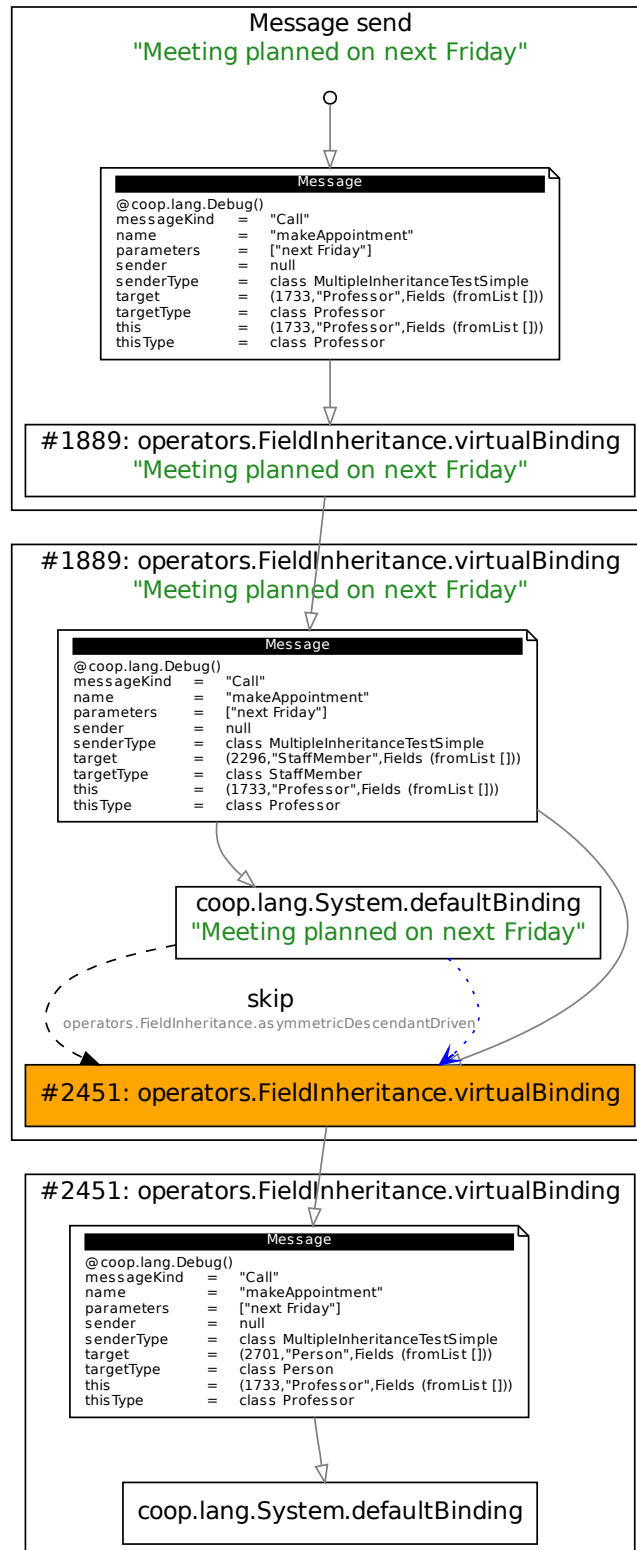 Message send
"Meeting planned on next Friday"
Message
@coop.lang.Debug()
messageKind = "Call"
name = "makeAppointment"
parameters = ["next Friday"]
sender = null
senderType = class MultipleInheritanceTestSimple
target = (1733,"Professor",Fields (fromList []))
targetType = class Professor
this = (1733,"Professor",Fields (fromList []))
thisType = class Professor
#1889: operators.FieldInheritance.virtualBinding
"Meeting planned on next Friday"
#1889: operators.FieldInheritance.virtualBinding
"Meeting planned on next Friday"
Message
@coop.lang.Debug()
messageKind = "Call"
name = "makeAppointment"
parameters = ["next Friday"]
sender = null
senderType = class MultipleInheritanceTestSimple
target = (2296,"StaffMember",Fields (fromList []))
targetType = class StaffMember
this = (1733,"Professor",Fields (fromList []))
thisType = class Professor
coop.lang.System.defaultBinding
"Meeting planned on next Friday"
skip
operators.FieldInheritance.asymmetricDescendantDriven
#2451: operators.FieldInheritance.virtualBinding
#2451: operators.FieldInheritance.virtualBinding
Message
@coop.lang.Debug()
messageKind = "Call"
name = "makeAppointment"
parameters = ["next Friday"]
sender = null
senderType = class MultipleInheritanceTestSimple
target = (2701,"Person",Fields (fromList []))
targetType = class Person
this = (1733,"Professor",Fields (fromList []))
thisType = class Professor
coop.lang.System.defaultBinding